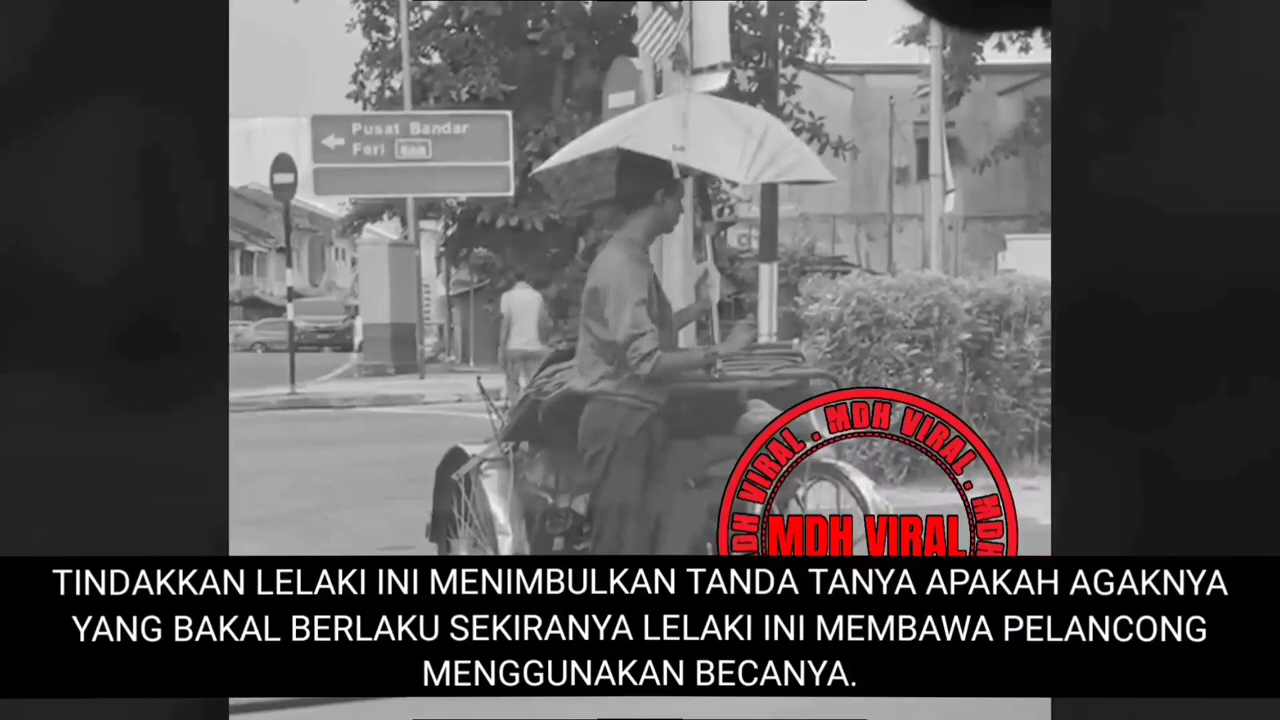 Pusat Bandar
Feri
MDH VIRAL . MDH VIRAL . MDH
MDH VIRAL
TINDAKKAN LELAKI INI MENIMBULKAN TANDA TANYA APAKAH AGAKNYA
YANG BAKAL BERLAKU SEKIRANYA LELAKI INI MEMBAWA PELANCONG
MENGGUNAKAN BECANYA.